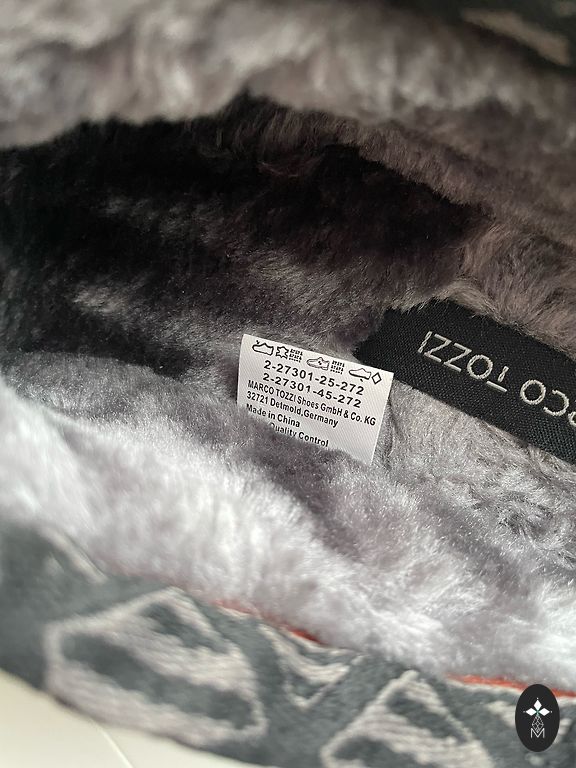 2-27301-25-272
2-27301-45-272
MARCO TOZZI Shoes GmbH & Co. KG
32721 Detmold,Germany
Made in China
Quality Control
RCO TOZZI
M